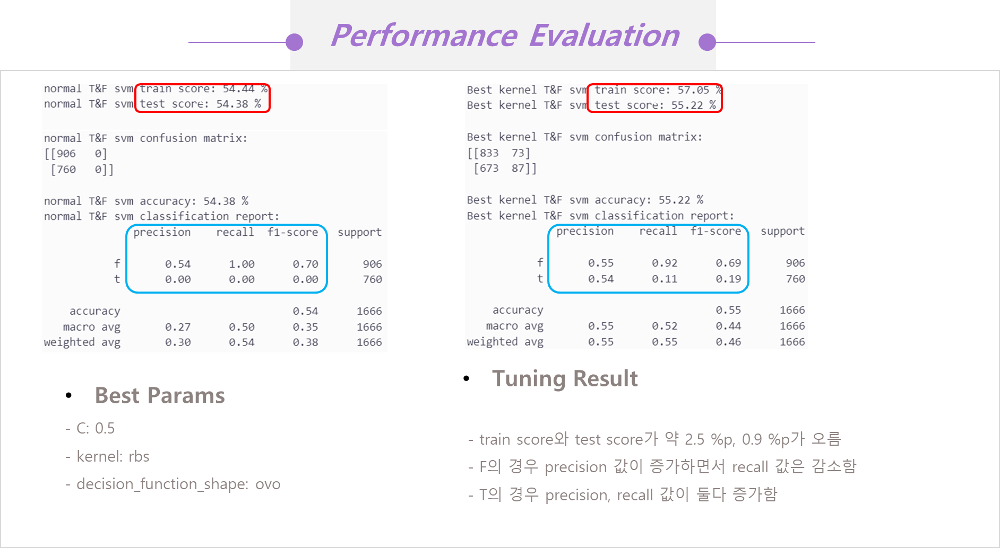 Performance Evaluation
normal T&F svm train score: 54.44 %
normal T&F svm test score: 54.38 %
normal T&F svm confusion matrix:
[[906   0]
 [760   0]]
normal T&F svm accuracy: 54.38 %
normal T&F svm classification report:
precision    recall  f1-score   support
f       0.54      1.00      0.70       906
t       0.00      0.00      0.00       760
accuracy                           0.54      1666
macro avg       0.27      0.50      0.35      1666
weighted avg       0.30      0.54      0.38      1666
Best kernel T&F svm train score: 57.05 %
Best kernel T&F svm test score: 55.22 %
Best kernel T&F svm confusion matrix:
[[833  73]
 [673  87]]
Best kernel T&F svm accuracy: 55.22 %
Best kernel T&F svm classification report:
precision    recall  f1-score   support
f       0.55      0.92      0.69       906
t       0.54      0.11      0.19       760
accuracy                           0.55      1666
macro avg       0.55      0.52      0.44      1666
weighted avg       0.55      0.55      0.46      1666
• Best Params
- C: 0.5
- kernel: rbs
- decision_function_shape: ovo
• Tuning Result
- train score와 test score가 약 2.5 %p, 0.9 %p가 오름
- F의 경우 precision 값이 증가하면서 recall 값은 감소함
- T의 경우 precision, recall 값이 둘다 증가함